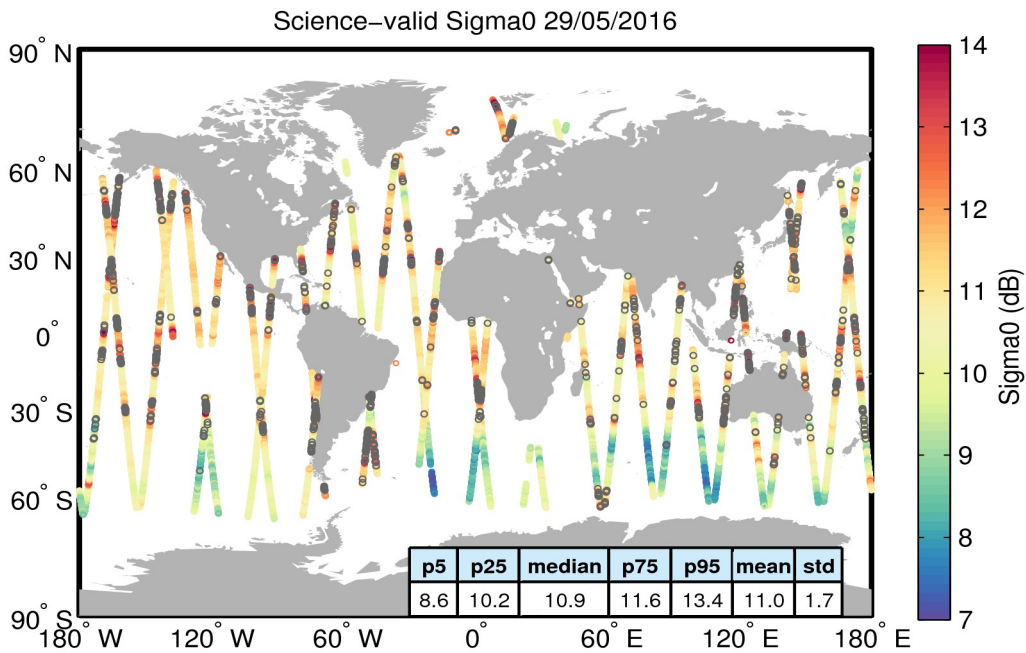 Science−valid Sigma0 29/05/2016
90° N
60° N
30° N
0°
30° S
60° S
90° S
180° W
120° W
60° W
0°
60° E
120° E
180° E
p5 p25 median p75 p95 mean std
8.6 10.2 10.9 11.6 13.4 11.0 1.7
14
13
12
11
10
9
8
7
Sigma0 (dB)